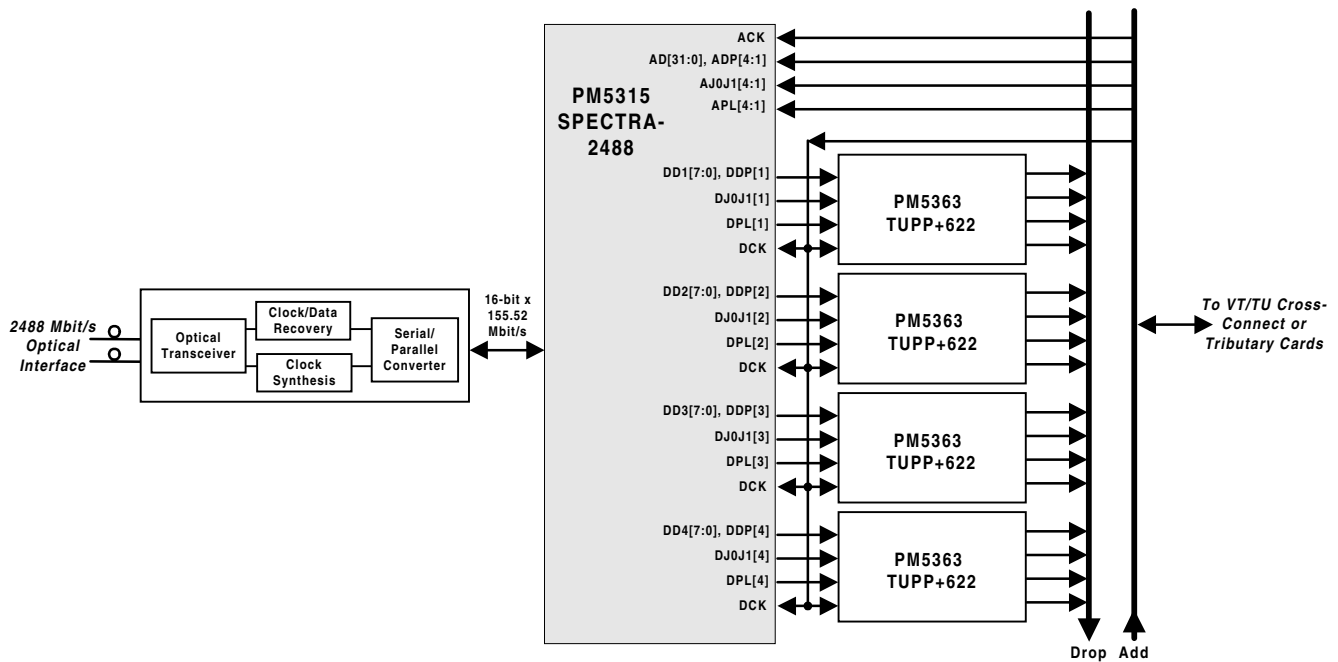 2488 Mbit/s
Optical
Interface
Optical
Transceiver
Clock/Data
Recovery
Clock
Synthesis
Serial/
Parallel
Converter
16-bit x
155.52
Mbit/s
PM5315
SPECTRA-
2488
ACK
AD[31:0], ADP[4:1]
AJ0J1[4:1]
APL[4:1]
DD1[7:0], DDP[1]
DJ0J1[1]
DPL[1]
DCK
PM5363
TUPP+622
DD2[7:0], DDP[2]
DJ0J1[2]
DPL[2]
DCK
PM5363
TUPP+622
DD3[7:0], DDP[3]
DJ0J1[3]
DPL[3]
DCK
PM5363
TUPP+622
DD4[7:0], DDP[4]
DJ0J1[4]
DPL[4]
DCK
PM5363
TUPP+622
To VT/TU Cross-
Connect or
Tributary Cards
Drop Add